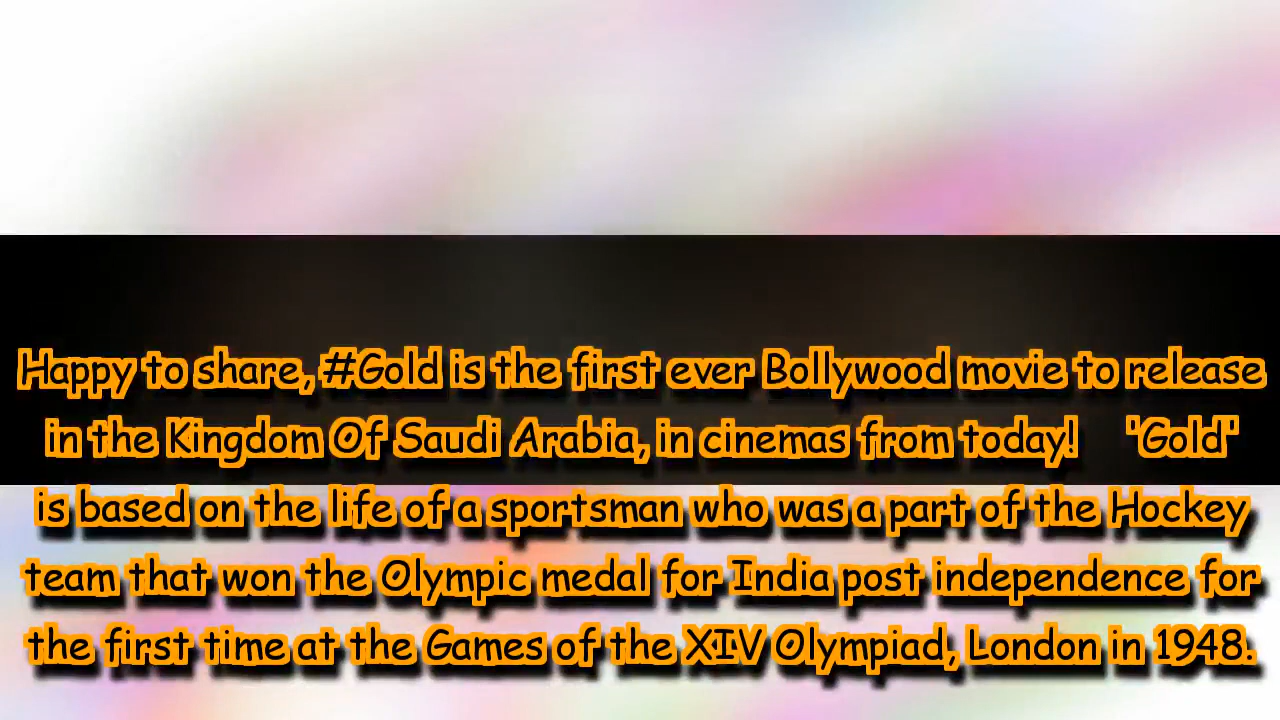 Happy to share, #Gold is the first ever Bollywood movie to release
in the Kingdom Of Saudi Arabia, in cinemas from today! 'Gold'
is based on the life of a sportsman who was a part of the Hockey
team that won the Olympic medal for India post independence for
the first time at the Games of the XIV Olympiad, London in 1948.